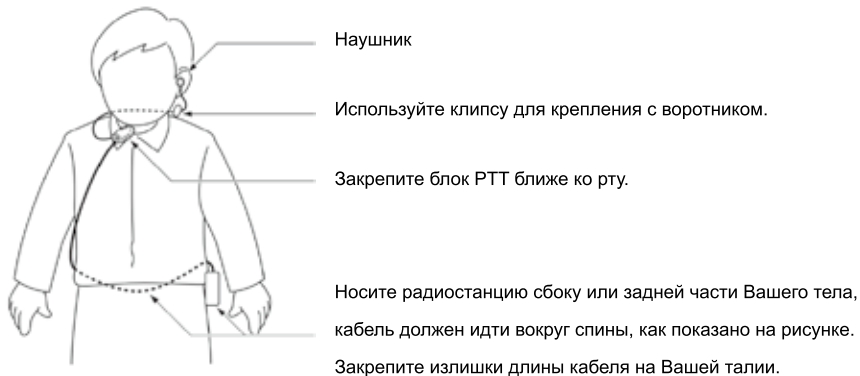 Наушник
Используйте клипсу для крепления с воротником.
Закрепите блок PTT ближе ко рту.
Носите радиостанцию сбоку или задней части Вашего тела,
кабель должен идти вокруг спины, как показано на рисунке.
Закрепите излишки длины кабеля на Вашей талии.